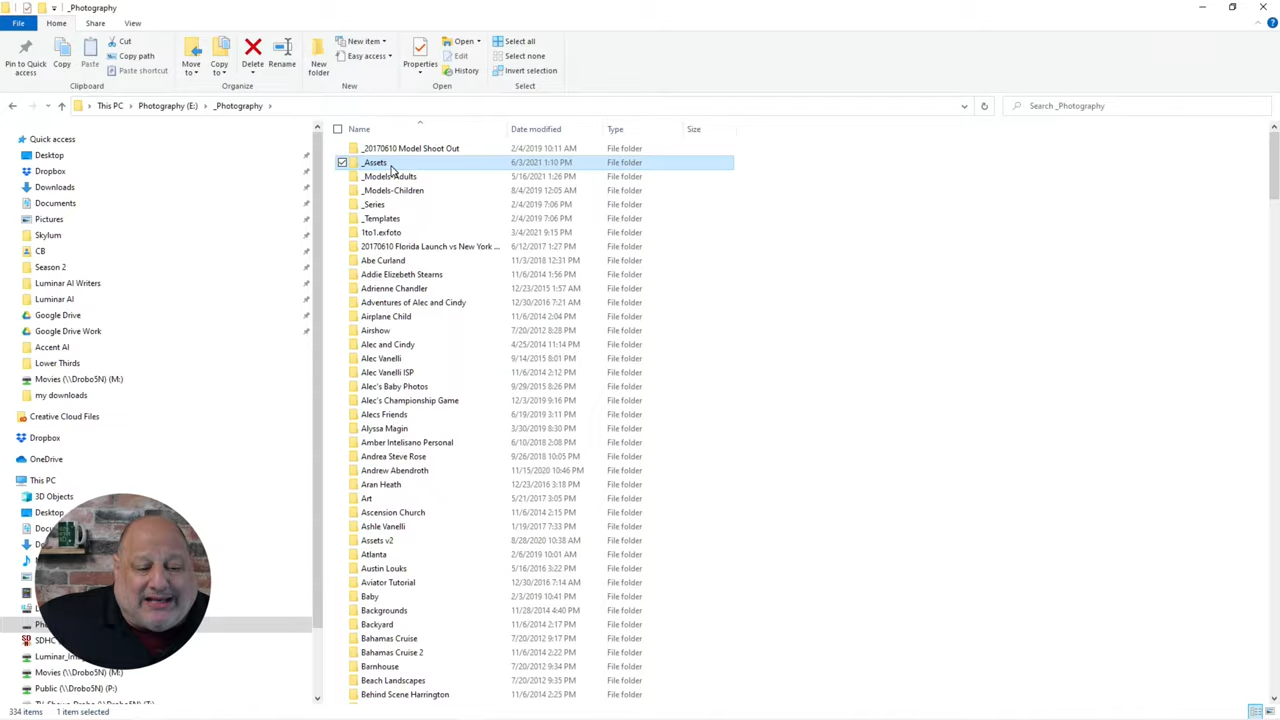 _Photography
File
Home
Share
View
Pin to Quick access
Copy
Paste
Cut
Copy path
Paste shortcut
Clipboard
Move to
Copy to
Delete
Rename
Organize
New folder
New item
Easy access
New
Properties
Open
Edit
History
Open
Select all
Select none
Invert selection
Select
This PC
Photography (E:)
_Photography
Search _Photography
Quick access
Desktop
Dropbox
Downloads
Documents
Pictures
Skylum
CB
Season 2
Luminar AI Writers
Luminar AI
Google Drive
Google Drive Work
Accent AI
Lower Thirds
Movies (\\Drobo5N) (M:)
my downloads
Creative Cloud Files
Dropbox
OneDrive
This PC
3D Objects
Desktop
SDHC
Movies (\\Drobo5N) (M:)
Public (\\Drobo5N) (P:)
Name Date modified Type Size
_20170610 Model Shoot Out 2/4/2019 10:11 AM File folder
_Assets 6/3/2021 1:10 PM File folder
_Models-Adults 5/16/2021 1:26 PM File folder
_Models-Children 8/4/2019 12:05 AM File folder
_Series 2/4/2019 7:06 PM File folder
_Templates 2/4/2019 7:06 PM File folder
1to1.exfoto 3/4/2021 9:15 PM File folder
20170610 Florida Launch vs New York ... 6/12/2017 1:27 PM File folder
Abe Curland 11/3/2018 12:31 PM File folder
Addie Elizebeth Stearns 11/6/2014 1:56 PM File folder
Adrienne Chandler 12/23/2015 1:57 AM File folder
Adventures of Alec and Cindy 12/30/2016 7:21 AM File folder
Airplane Child 11/6/2014 2:04 PM File folder
Airshow 7/20/2012 8:28 PM File folder
Alec and Cindy 4/25/2014 11:14 PM File folder
Alec Vanelli 9/14/2015 8:01 PM File folder
Alec Vanelli ISP 11/6/2014 2:12 PM File folder
Alec's Baby Photos 9/29/2015 8:26 PM File folder
Alec's Championship Game 12/3/2019 9:16 PM File folder
Alecs Friends 6/19/2019 3:11 PM File folder
Alyssa Magin 3/30/2019 8:30 PM File folder
Amber Intelisano Personal 6/10/2018 2:08 PM File folder
Andrea Steve Rose 9/26/2018 10:05 PM File folder
Andrew Abendroth 11/15/2020 10:46 PM File folder
Aran Heath 12/23/2016 3:18 PM File folder
Art 5/21/2017 3:05 PM File folder
Ascension Church 11/6/2014 2:12 PM File folder
Ashle Vanelli 1/19/2017 7:33 PM File folder
Assets v2 8/28/2020 10:38 AM File folder
Atlanta 2/6/2019 1:01 AM File folder
Austin Louks 5/16/2016 3:22 PM File folder
Aviator Tutorial 12/30/2016 7:14 AM File folder
Baby 2/3/2019 10:41 PM File folder
Backgrounds 11/28/2014 4:40 PM File folder
Backyard 11/6/2014 2:17 PM File folder
Bahamas Cruise 7/20/2012 9:17 PM File folder
Bahamas Cruise 2 11/6/2014 2:22 PM File folder
Barnhouse 7/20/2012 9:34 PM File folder
Beach Landscapes 7/20/2012 9:35 PM File folder
Behind Scene Harrington 11/6/2014 2:25 PM File folder
334 items 1 item selected